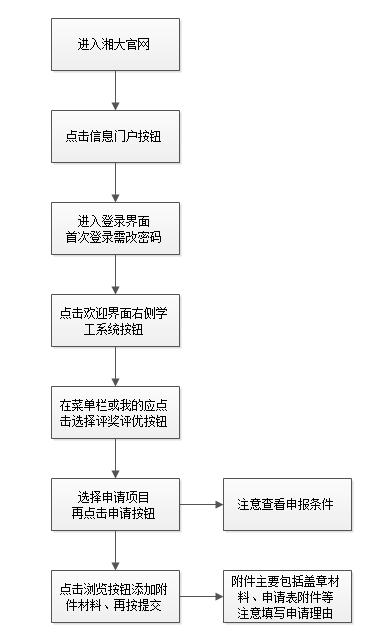 进入湘大官网
点击信息门户按钮
进入登录界面
首次登录需改密码
点击欢迎界面右侧学
工系统按钮
在菜单栏或我的应点
击选择评奖评优按钮
选择申请项目
再点击申请按钮
注意查看申报条件
点击浏览按钮添加附
件材料、再按提交
附件主要包括盖章材
料、申请表附件等
注意填写申请理由